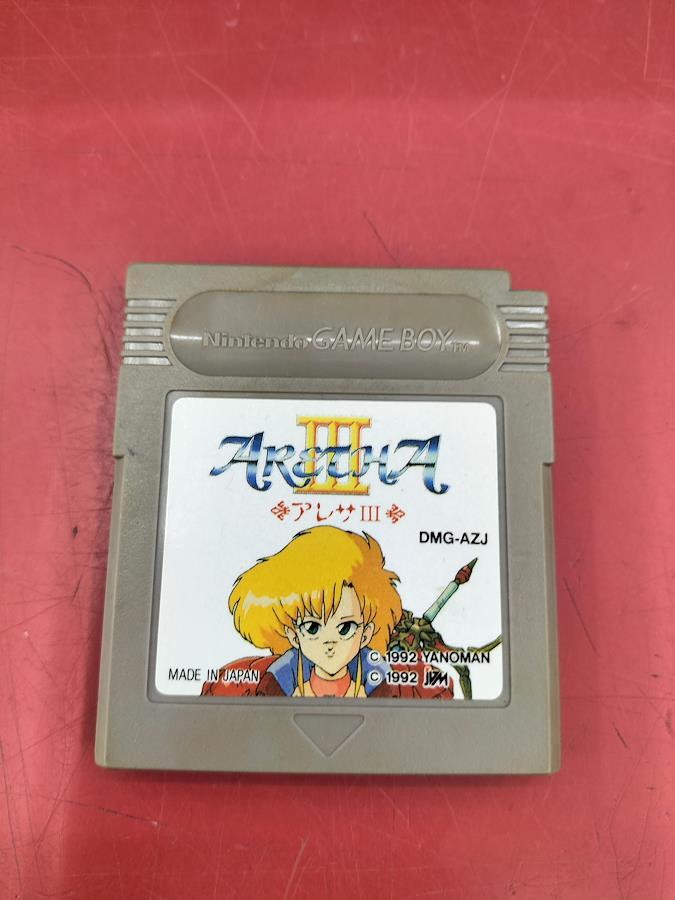 Nintendo GAME BOY TM
III
ARETHA
アレサIII
DMG-AZJ
© 1992 YANOMAN
MADE IN JAPAN
© 1992 JVM